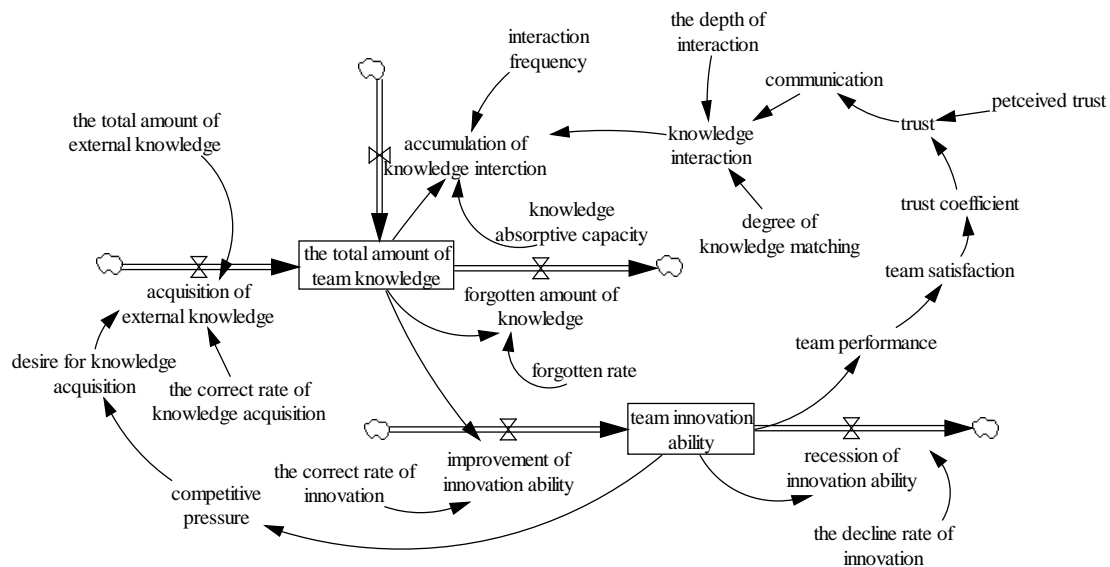 interaction
frequency
the depth of
interaction
communication
petceived trust
the total amount of
external knowledge
accumulation of
knowledge interction
knowledge
interaction
trust
knowledge
absorptive capacity
degree of
knowledge matching
trust coefficient
the total amount of
team knowledge
team satisfaction
acquisition of
external knowledge
forgotten amount of
knowledge
team performance
desire for knowledge
acquisition
the correct rate of
knowledge acquisition
forgotten rate
team innovation
ability
the correct rate of
innovation
improvement of
innovation ability
recession of
innovation ability
competitive
pressure
the decline rate of
innovation